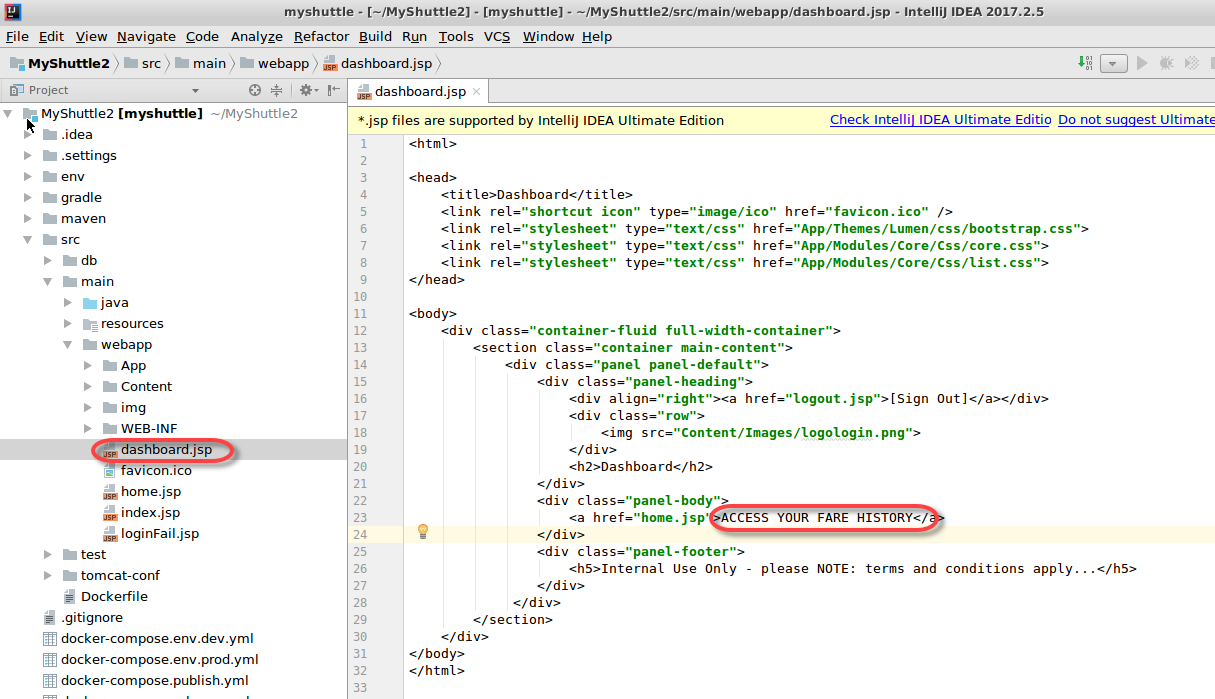 myshuttle - [~/MyShuttle2] - [myshuttle] - ~/MyShuttle2/src/main/webapp/dashboard.jsp - IntelliJ IDEA 2017.2.5
File Edit View Navigate Code Analyze Refactor Build Run Tools VCS Window Help
MyShuttle2 src main webapp dashboard.jsp
Project
dashboard.jsp
*.jsp files are supported by IntelliJ IDEA Ultimate Edition Check IntelliJ IDEA Ultimate Editio Do not suggest Ultimate
MyShuttle2 [myshuttle] ~/MyShuttle2
.idea
.settings
env
gradle
maven
src
db
main
java
resources
webapp
App
Content
img
WEB-INF
dashboard.jsp
favicon.ico
home.jsp
index.jsp
loginFail.jsp
test
tomcat-conf
Dockerfile
.gitignore
docker-compose.env.dev.yml
docker-compose.env.prod.yml
docker-compose.publish.yml
1 <html>
2
3 <head>
4 <title>Dashboard</title>
5 <link rel="shortcut icon" type="image/ico" href="favicon.ico" />
6 <link rel="stylesheet" type="text/css" href="App/Themes/Lumen/css/bootstrap.css">
7 <link rel="stylesheet" type="text/css" href="App/Modules/Core/Css/core.css">
8 <link rel="stylesheet" type="text/css" href="App/Modules/Core/Css/list.css">
9 </head>
10
11 <body>
12 <div class="container-fluid full-width-container">
13 <section class="container main-content">
14 <div class="panel panel-default">
15 <div class="panel-heading">
16 <div align="right"><a href="logout.jsp">[Sign Out]</a></div>
17 <div class="row">
18 <img src="Content/Images/logologin.png">
19 </div>
20 <h2>Dashboard</h2>
21 </div>
22 <div class="panel-body">
23 <a href="home.jsp">ACCESS YOUR FARE HISTORY</a>
24 </div>
25 <div class="panel-footer">
26 <h5>Internal Use Only - please NOTE: terms and conditions apply...</h5>
27 </div>
28 </div>
29 </section>
30 </div>
31 </body>
32 </html>
33